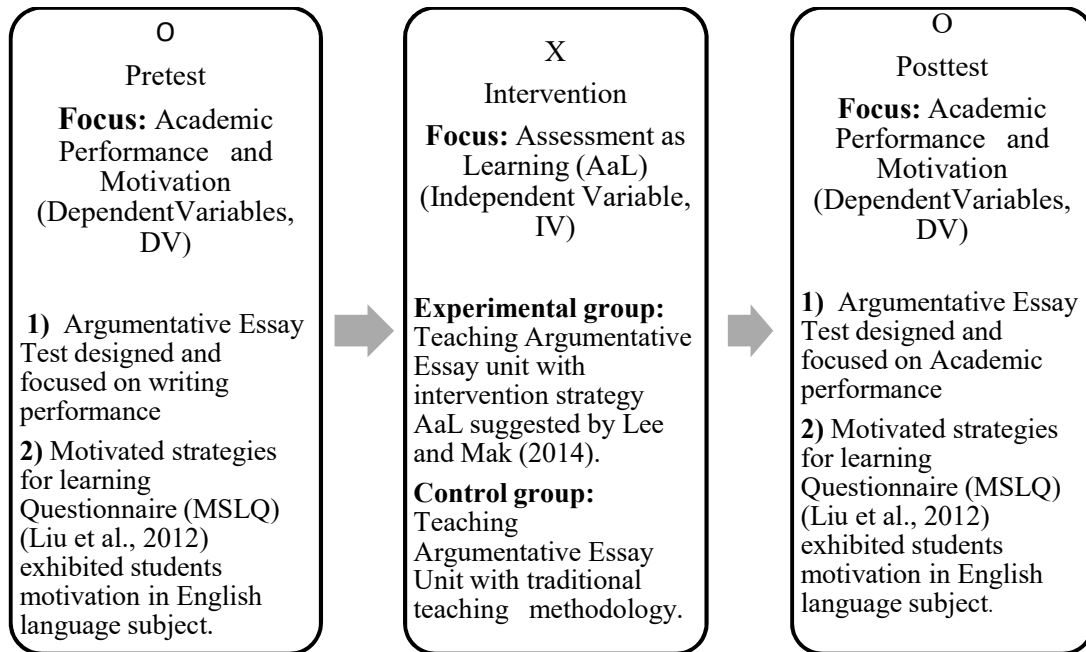 O
Pretest
Focus: Academic
Performance and
Motivation
(DependentVariables,
DV)
1) Argumentative Essay
Test designed and
focused on writing
performance
2) Motivated strategies
for learning
Questionnaire (MSLQ)
(Liu et al., 2012)
exhibited students
motivation in English
language subject.
X
Intervention
Focus: Assessment as
Learning (AaL)
(Independent Variable,
IV)
Experimental group:
Teaching Argumentative
Essay unit with
intervention strategy
AaL suggested by Lee
and Mak (2014).
Control group:
Teaching
Argumentative Essay
Unit with traditional
teaching methodology.
O
Posttest
Focus: Academic
Performance and
Motivation
(DependentVariables,
DV)
1) Argumentative Essay
Test designed and
focused on Academic
performance
2) Motivated strategies
for learning
Questionnaire (MSLQ)
(Liu et al., 2012)
exhibited students
motivation in English
language subject.